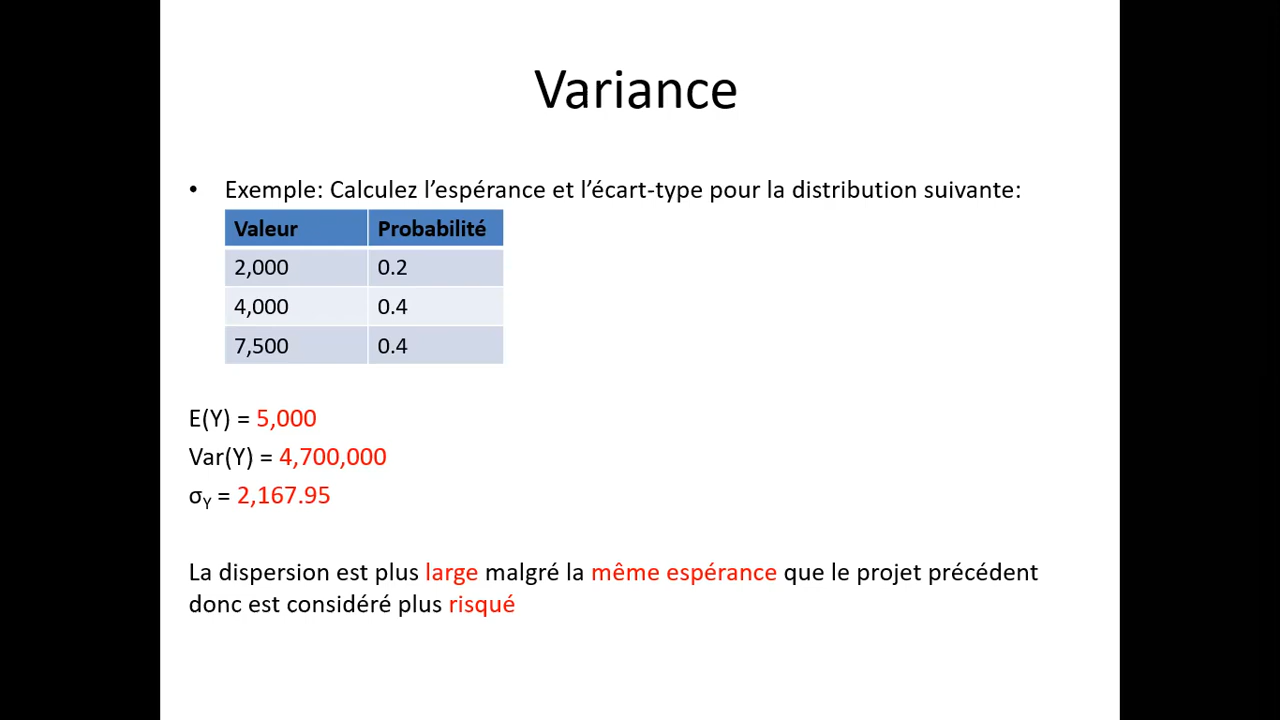 Variance
• Exemple: Calculez l’espérance et l’écart-type pour la distribution suivante:
Valeur Probabilité
2,000 0.2
4,000 0.4
7,500 0.4
E(Y) = 5,000
Var(Y) = 4,700,000
σY = 2,167.95
La dispersion est plus large malgré la même espérance que le projet précédent
donc est considéré plus risqué